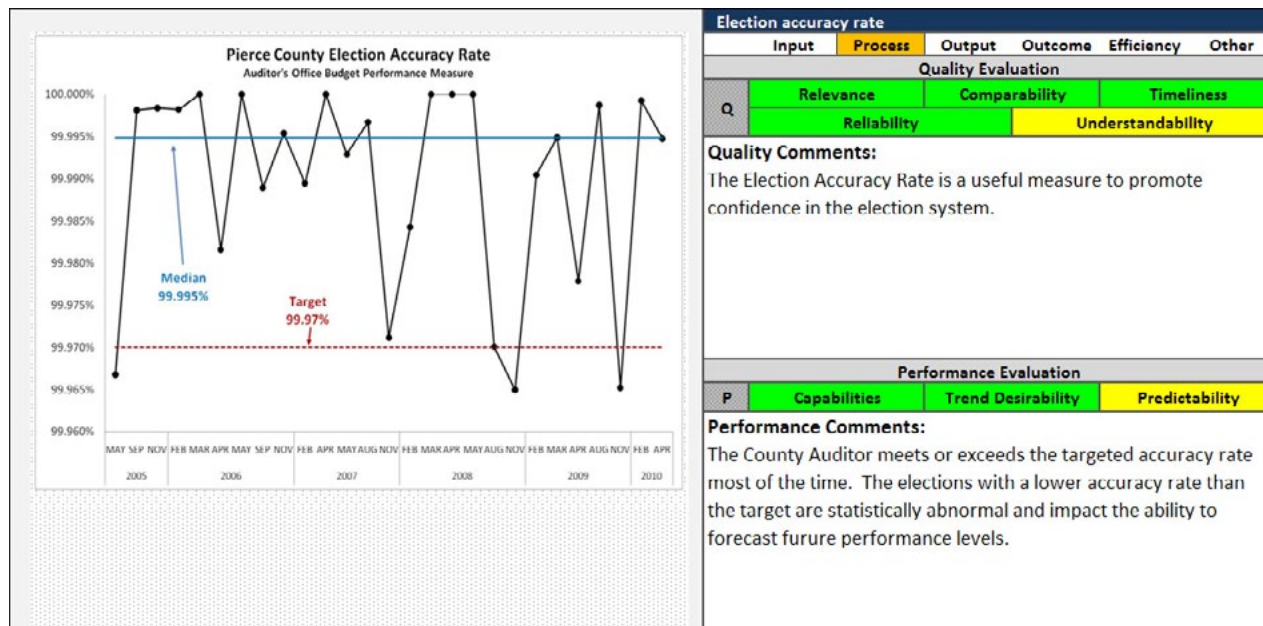 Pierce County Election Accuracy Rate
Auditor's Office Budget Performance Measure
100.000%
99.995%
99.990%
99.985%
99.980%
99.975%
99.970%
99.965%
99.960%
Median
99.995%
Target
99.97%
MAY SEP NOV FEB MAR APR MAY SEP NOV FEB APR MAY AUG NOV FEB MAR APR MAY AUG NOV FEB MAR APR AUG NOV FEB APR
2005 2006 2007 2008 2009 2010
Election accuracy rate
Input Process Output Outcome Efficiency Other
Quality Evaluation
Q
Relevance Comparability Timeliness
Reliability Understandability
Quality Comments:
The Election Accuracy Rate is a useful measure to promote
confidence in the election system.
Performance Evaluation
P Capabilities Trend Desirability Predictability
Performance Comments:
The County Auditor meets or exceeds the targeted accuracy rate
most of the time. The elections with a lower accuracy rate than
the target are statistically abnormal and impact the ability to
forecast furure performance levels.